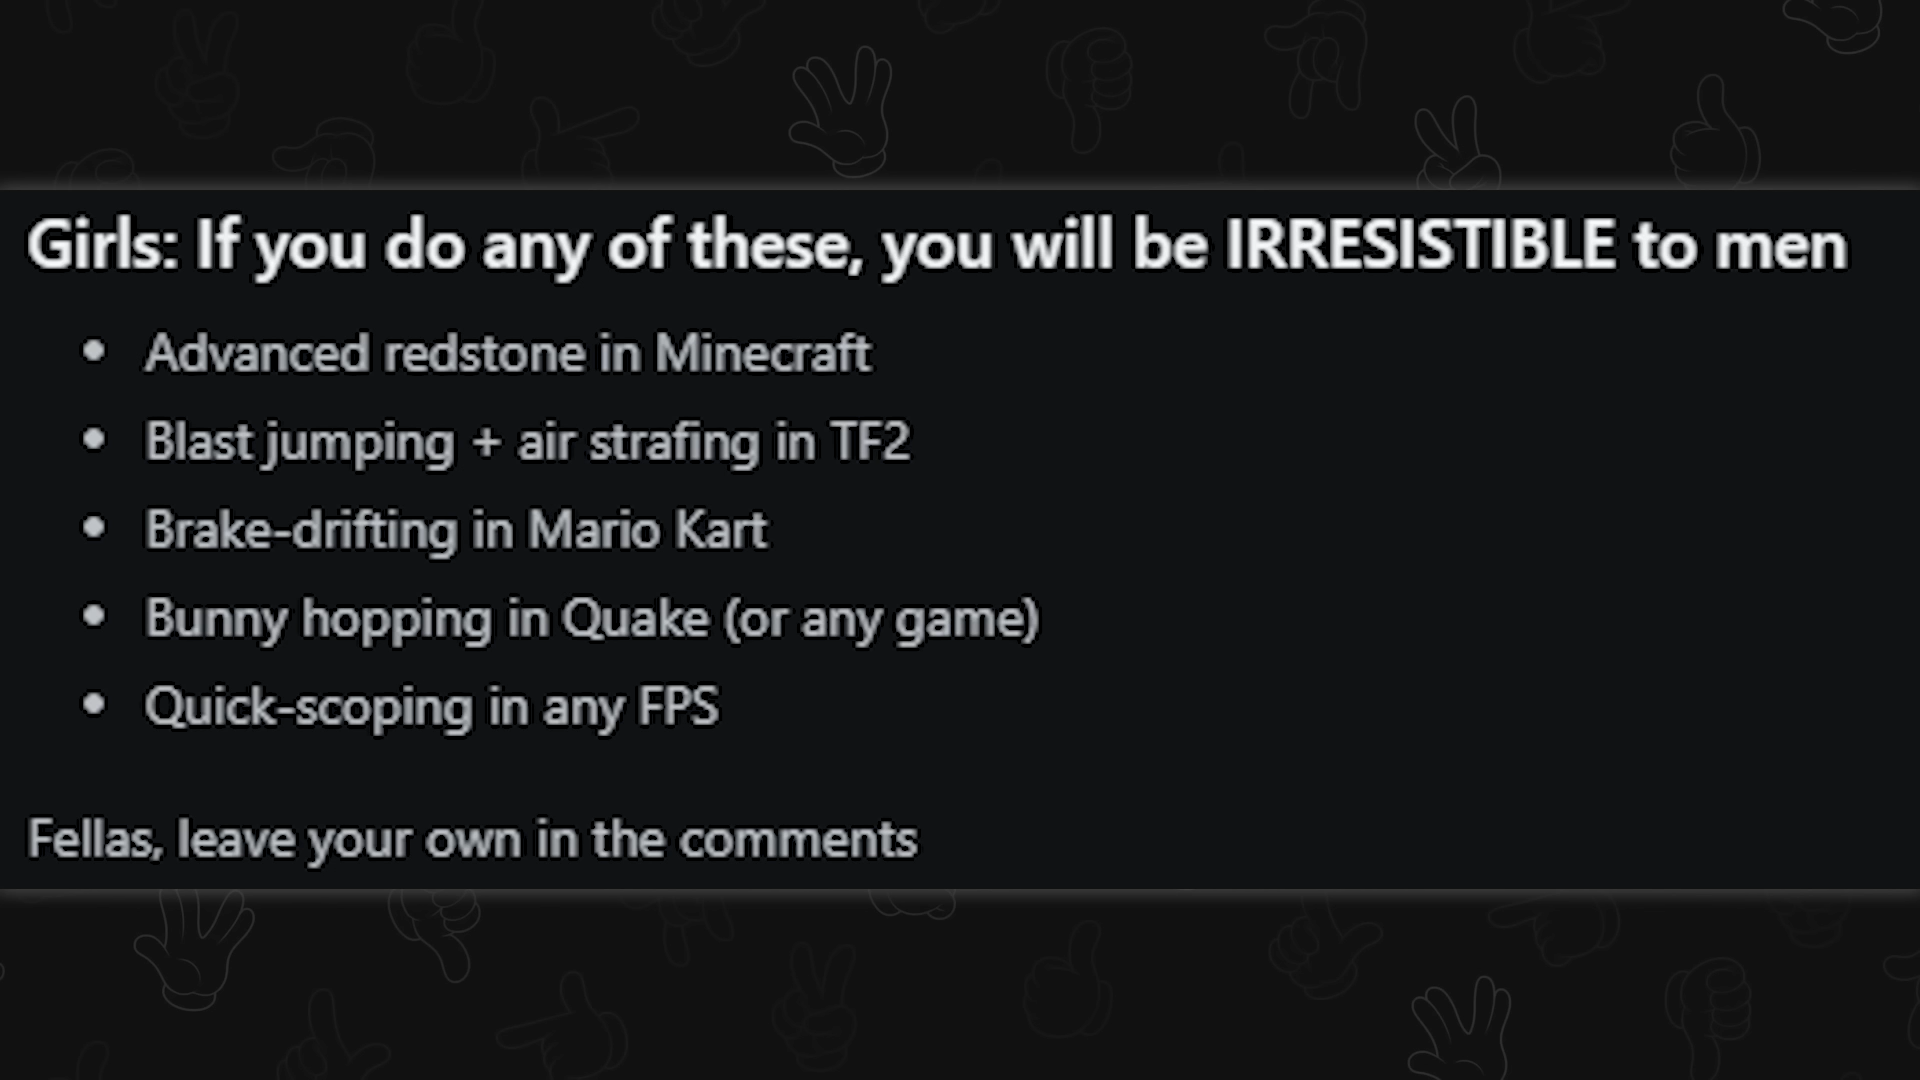 Girls: If you do any of these, you will be IRRESISTIBLE to men
• Advanced redstone in Minecraft
• Blast jumping + air strafing in TF2
• Brake-drifting in Mario Kart
• Bunny hopping in Quake (or any game)
• Quick-scoping in any FPS
Fellas, leave your own in the comments